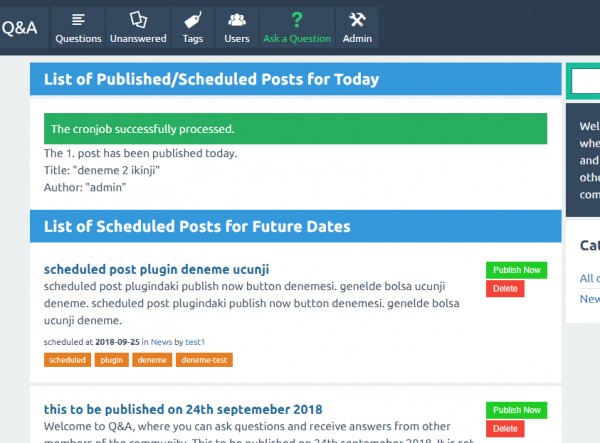 Q&A
Questions Unanswered Tags Users Ask a Question Admin
List of Published/Scheduled Posts for Today
The cronjob successfully processed.
The 1. post has been published today.
Title: "deneme 2 ikinji"
Author: "admin"
List of Scheduled Posts for Future Dates
scheduled post plugin deneme ucunji
Publish Now
Delete
scheduled post plugindaki publish now button denemesi. genelde bolsa ucunji
deneme. scheduled post plugindaki publish now button denemesi. genelde bolsa
ucunji deneme.
scheduled at 2018-09-25 in News by test1
scheduled plugin deneme deneme-test
this to be published on 24th septemeber 2018
Publish Now
Delete
Welcome to Q&A, where you can ask questions and receive answers from other
members of the community. This to be published on 24th septemeber 2018. It is set
Wel
whe
and
othe
com
Cat
All c
New